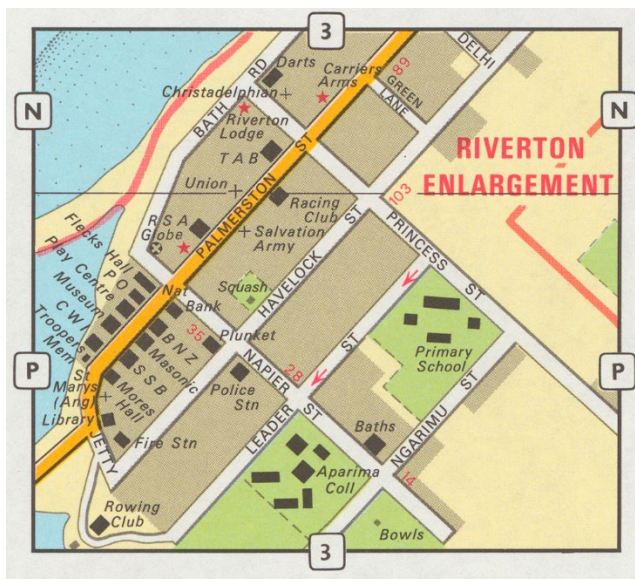 3
N
N
P
P
3
RIVERTON
ENLARGEMENT
DELHI
BATH RD
Darts
Carriers
Arms
Christadelphian
89
GREEN
LANE
Riverton
Lodge
T A B
PALMERSTON ST
Union
Racing
Club
103
R S A
Globe
Salvation
Army
PRINCESS ST
HAVELOCK ST
Flecks Hall
P O
Play Centre
Museum
C W I
Troopers
Mem
Nat
Bank
Squash
35
Plunket
B N Z
Masonic
S S B
Mores
Hall
St
Marys
(Ang)
Library
NAPIER ST
28
Police
Stn
LEADER ST
Primary
School
NGARIMU ST
Baths
14
JETTY
Fire Stn
Aparima
Coll
Rowing
Club
Bowls